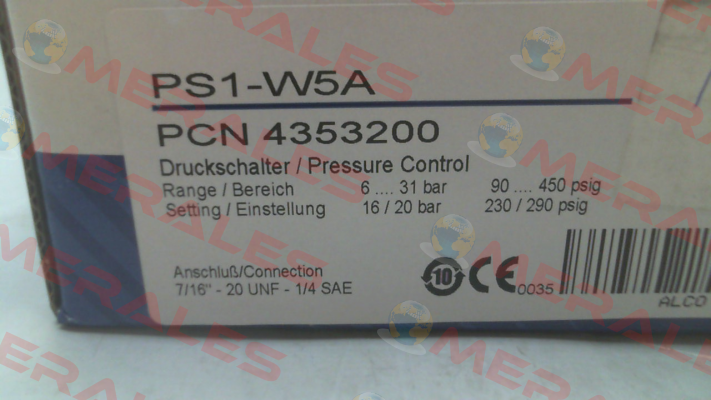 PS1-W5A
PCN 4353200
Druckschalter / Pressure Control
Range / Bereich 6 .... 31 bar 90 .... 450 psig
Setting / Einstellung 16 / 20 bar 230 / 290 psig
Anschluß/Connection
7/16" - 20 UNF - 1/4 SAE
10 CE 0035
ALCO
MERALES
MERALES
MERALES
MERALES